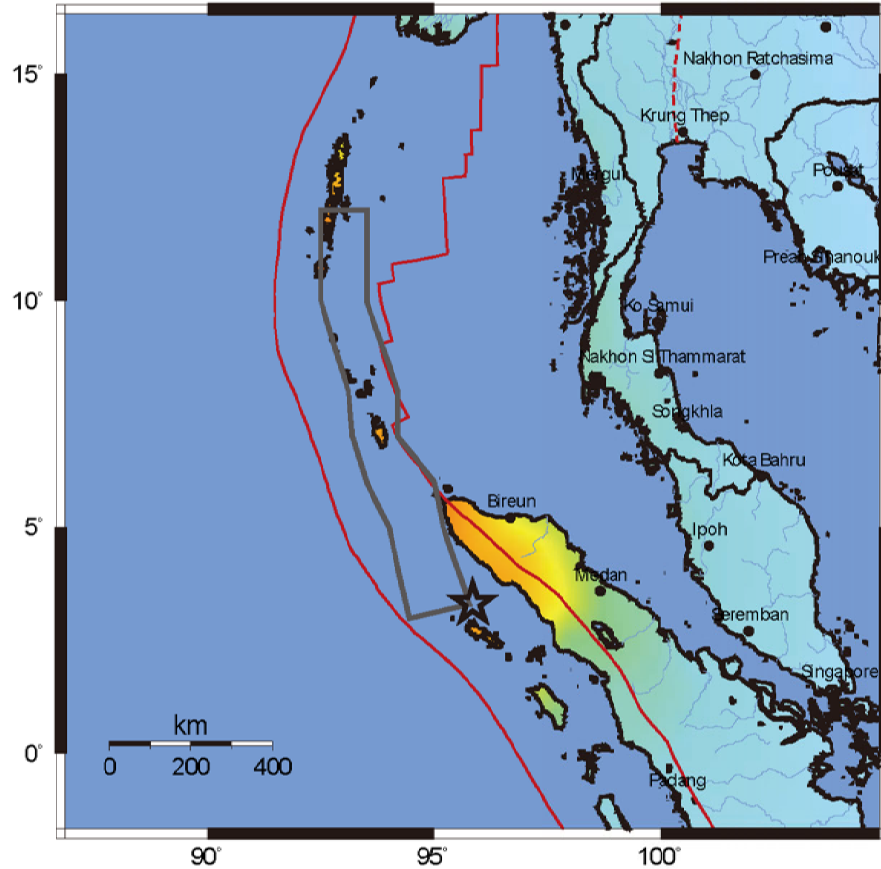 15°
Nakhon Ratchasima
Krung Thep
Mergui
Pousat
Preah Sihanouk
10°
Ko Samui
Nakhon Si Thammarat
Songkhla
Kota Bahru
5°
Bireun
Ipoh
Medan
Seremban
Singapore
km
0 200 400
0°
Padang
90° 95° 100°